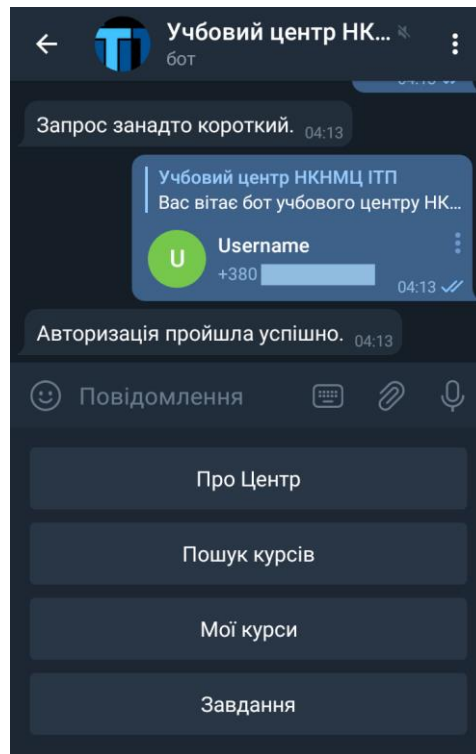 Учбовий центр НК...
бот
Запрос занадто короткий. 04:13
Учбовий центр НКНМЦ ІТП
Вас вітає бот учбового центру НК...
U
Username
+380
04:13
Авторизація пройшла успішно. 04:13
Повідомлення
Про Центр
Пошук курсів
Мої курси
Завдання